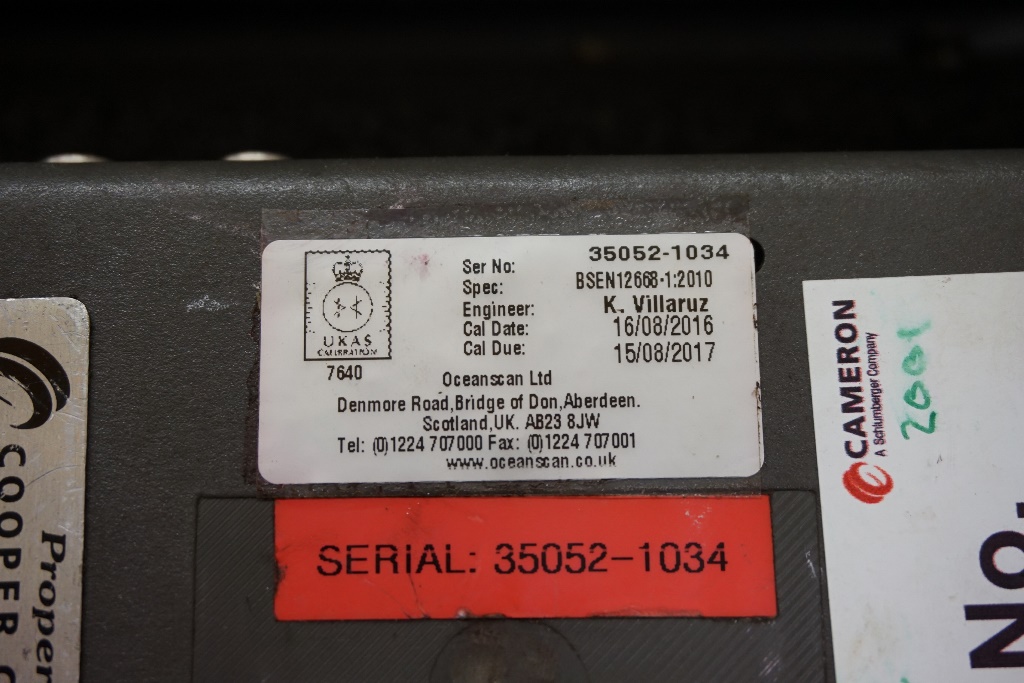 Ser No: 35052-1034
Spec: BSEN12668-1:2010
Engineer: K. Villaruz
Cal Date: 16/08/2016
Cal Due: 15/08/2017
UKAS
CALIBRATION
7640
Oceanscan Ltd
Denmore Road,Bridge of Don,Aberdeen.
Scotland,UK. AB23 8JW
Tel: (0)1224 707000 Fax: (0)1224 707001
www.oceanscan.co.uk
SERIAL: 35052-1034
COOPER C
Proper
CAMERON
A Schlumberger Company
2001
No.